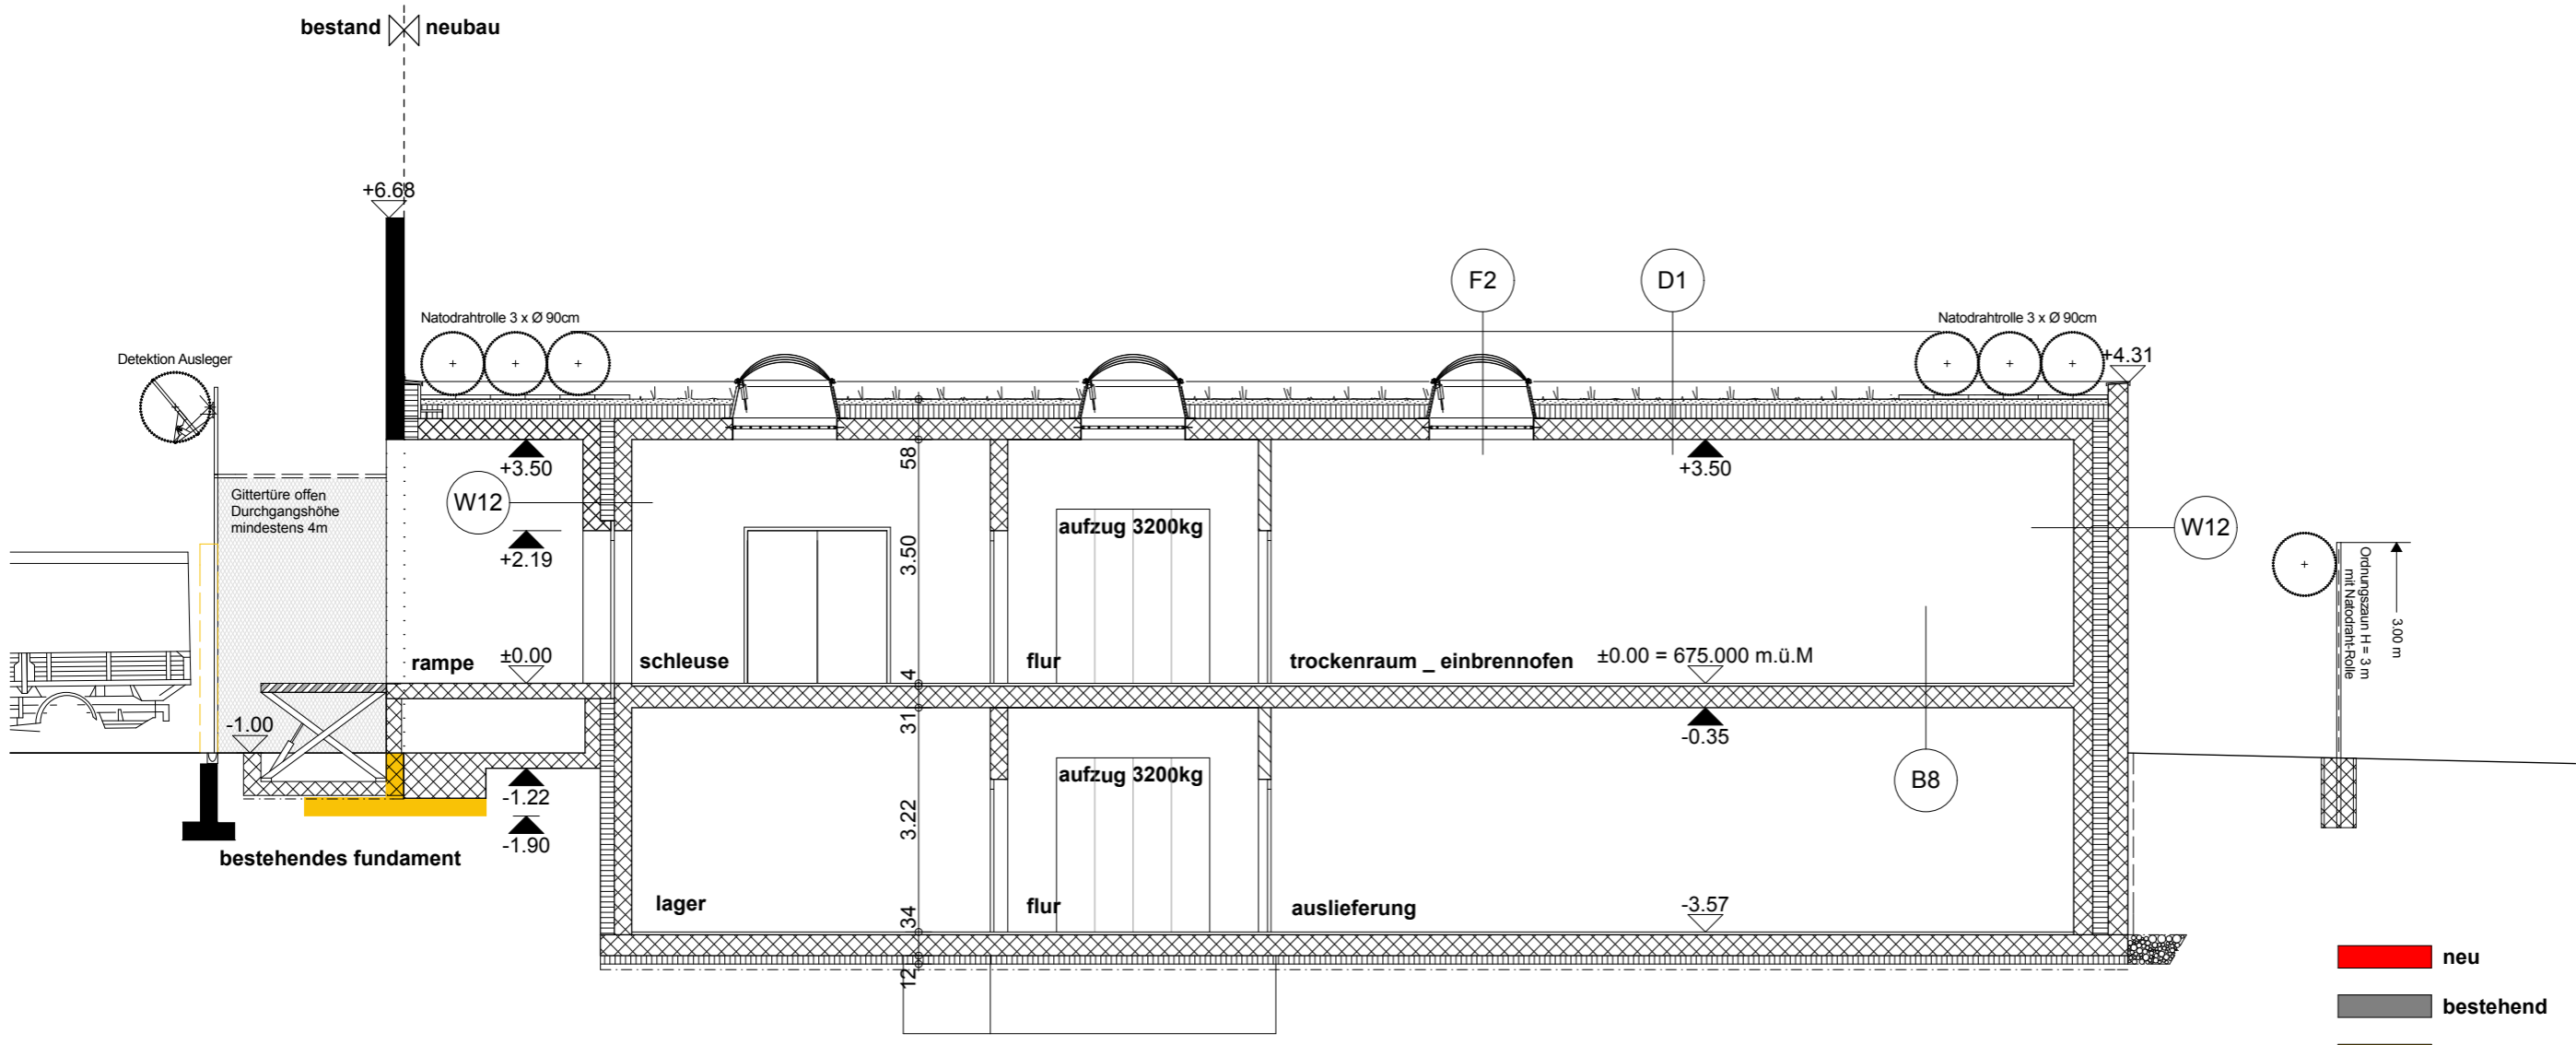 bestand neubau
+6.68
F2
D1
Natodrahtrolle 3 x Ø 90cm
Natodrahtrolle 3 x Ø 90cm
Detektion Ausleger
+4.31
58
+3.50
+3.50
Gittertüre offen
Durchgangshöhe
mindestens 4m
W12
aufzug 3200kg
W12
+2.19
3.50
Ordnungszaun H = 3 m
mit Natodraht-Rolle
3.00 m
rampe
±0.00
schleuse
4
flur
trockenraum _ einbrennofen
±0.00 = 675.000 m.ü.M
-1.00
31
-0.35
aufzug 3200kg
B8
-1.22
3.22
-1.90
bestehendes fundament
lager
34
flur
auslieferung
-3.57
12
neu
bestehend